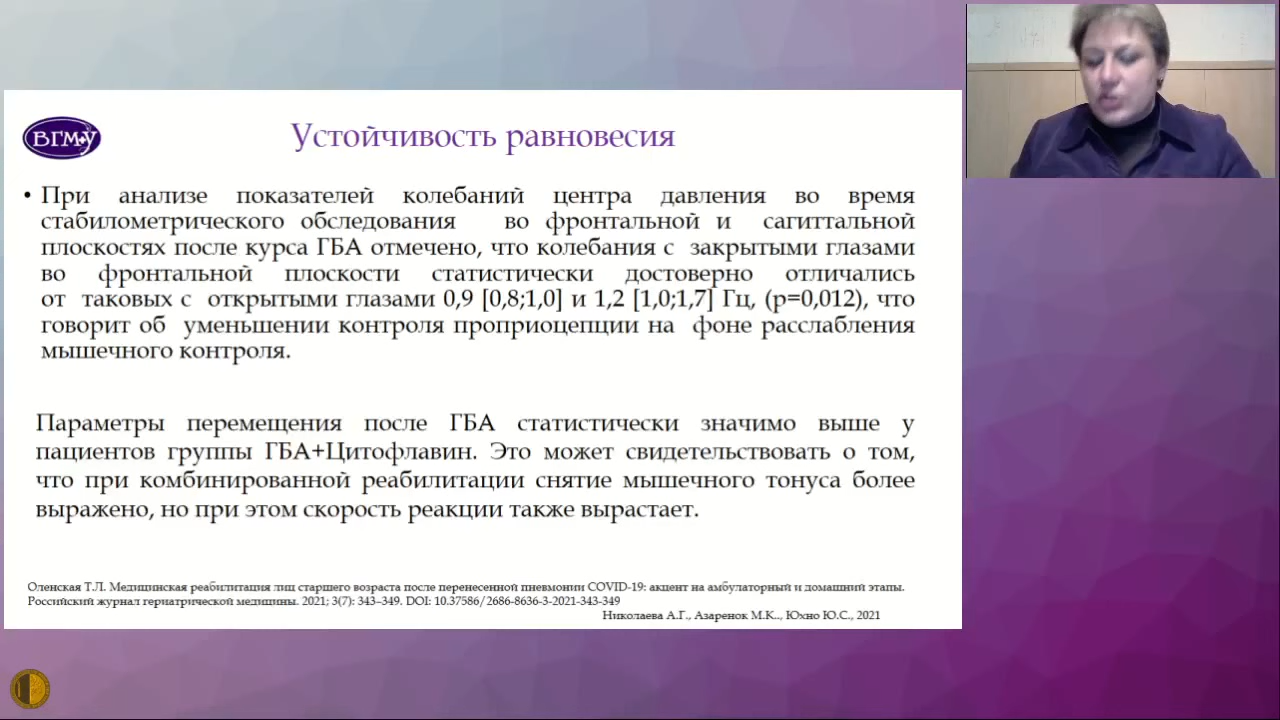 ВГМУ
Устойчивость равновесия
• При анализе показателей колебаний центра давления во время
стабилометрического обследования во фронтальной и сагиттальной
плоскостях после курса ГБА отмечено, что колебания с закрытыми глазами
во фронтальной плоскости статистически достоверно отличались
от таковых с открытыми глазами 0,9 [0,8;1,0] и 1,2 [1,0;1,7] Гц, (р=0,012), что
говорит об уменьшении контроля проприоцепции на фоне расслабления
мышечного контроля.
Параметры перемещения после ГБА статистически значимо выше у
пациентов группы ГБА+Цитофлавин. Это может свидетельствовать о том,
что при комбинированной реабилитации снятие мышечного тонуса более
выражено, но при этом скорость реакции также вырастает.
Оленская Т.Л. Медицинская реабилитация лиц старшего возраста после перенесенной пневмонии COVID-19: акцент на амбулаторный и домашний этапы.
Российский журнал гериатрической медицины. 2021; 3(7): 343–349. DOI: 10.37586/2686-8636-3-2021-343-349
Николаева А.Г., Азаренок М.К.., Юхно Ю.С., 2021